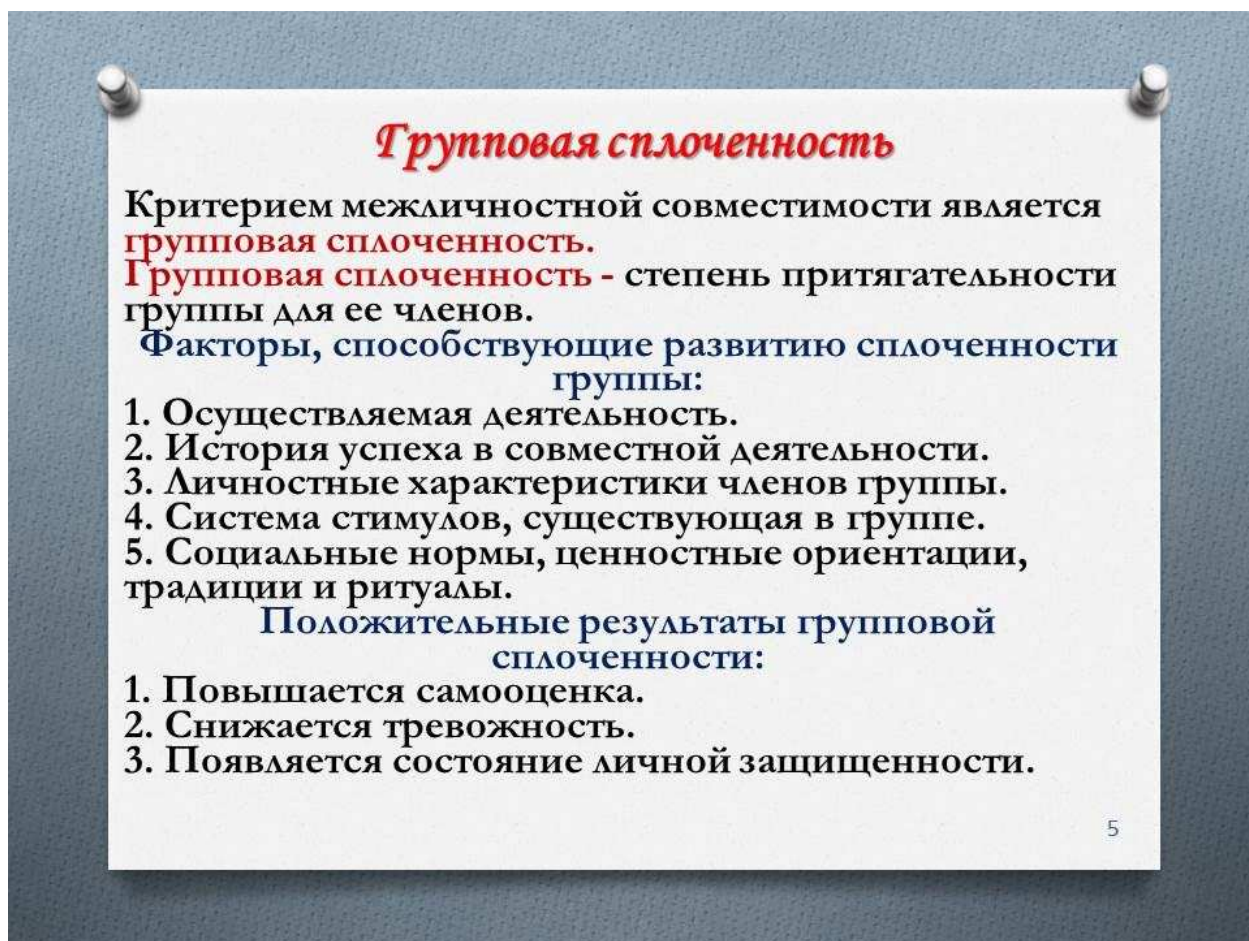 Групповая сплоченность
Критерием межличностной совместимости является
групповая сплоченность.
Групповая сплоченность - степень притягательности
группы для ее членов.
Факторы, способствующие развитию сплоченности
группы:
1. Осуществляемая деятельность.
2. История успеха в совместной деятельности.
3. Личностные характеристики членов группы.
4. Система стимулов, существующая в группе.
5. Социальные нормы, ценностные ориентации,
традиции и ритуалы.
Положительные результаты групповой
сплоченности:
1. Повышается самооценка.
2. Снижается тревожность.
3. Появляется состояние личной защищенности.
5